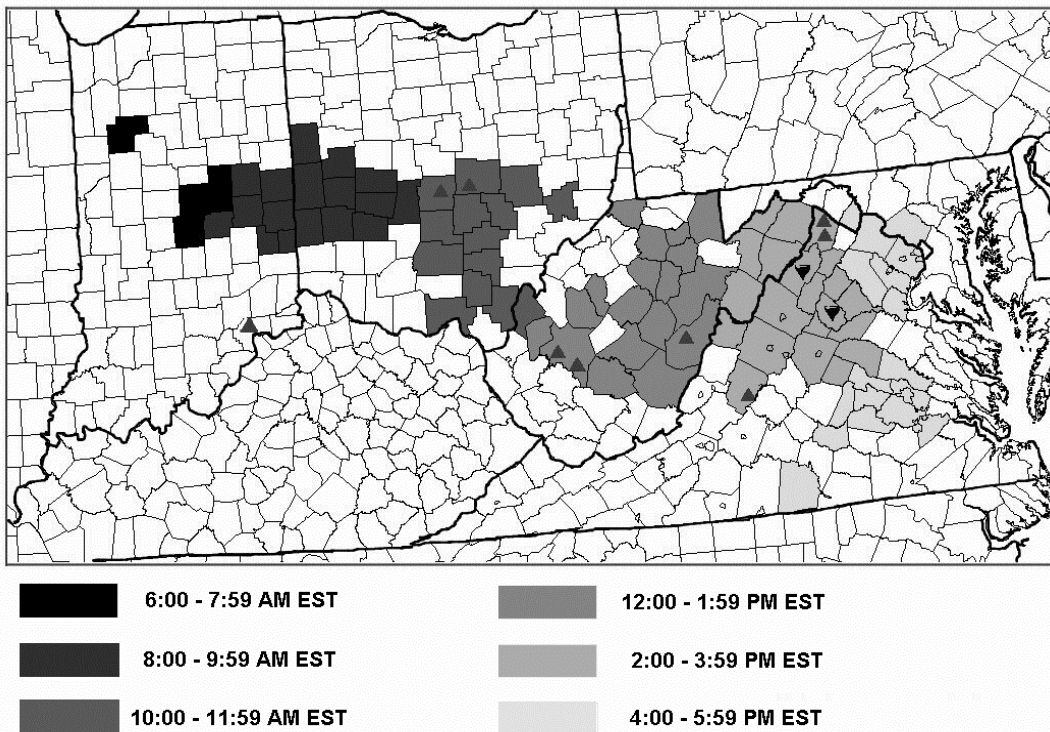 6:00 - 7:59 AM EST
12:00 - 1:59 PM EST
8:00 - 9:59 AM EST
2:00 - 3:59 PM EST
10:00 - 11:59 AM EST
4:00 - 5:59 PM EST